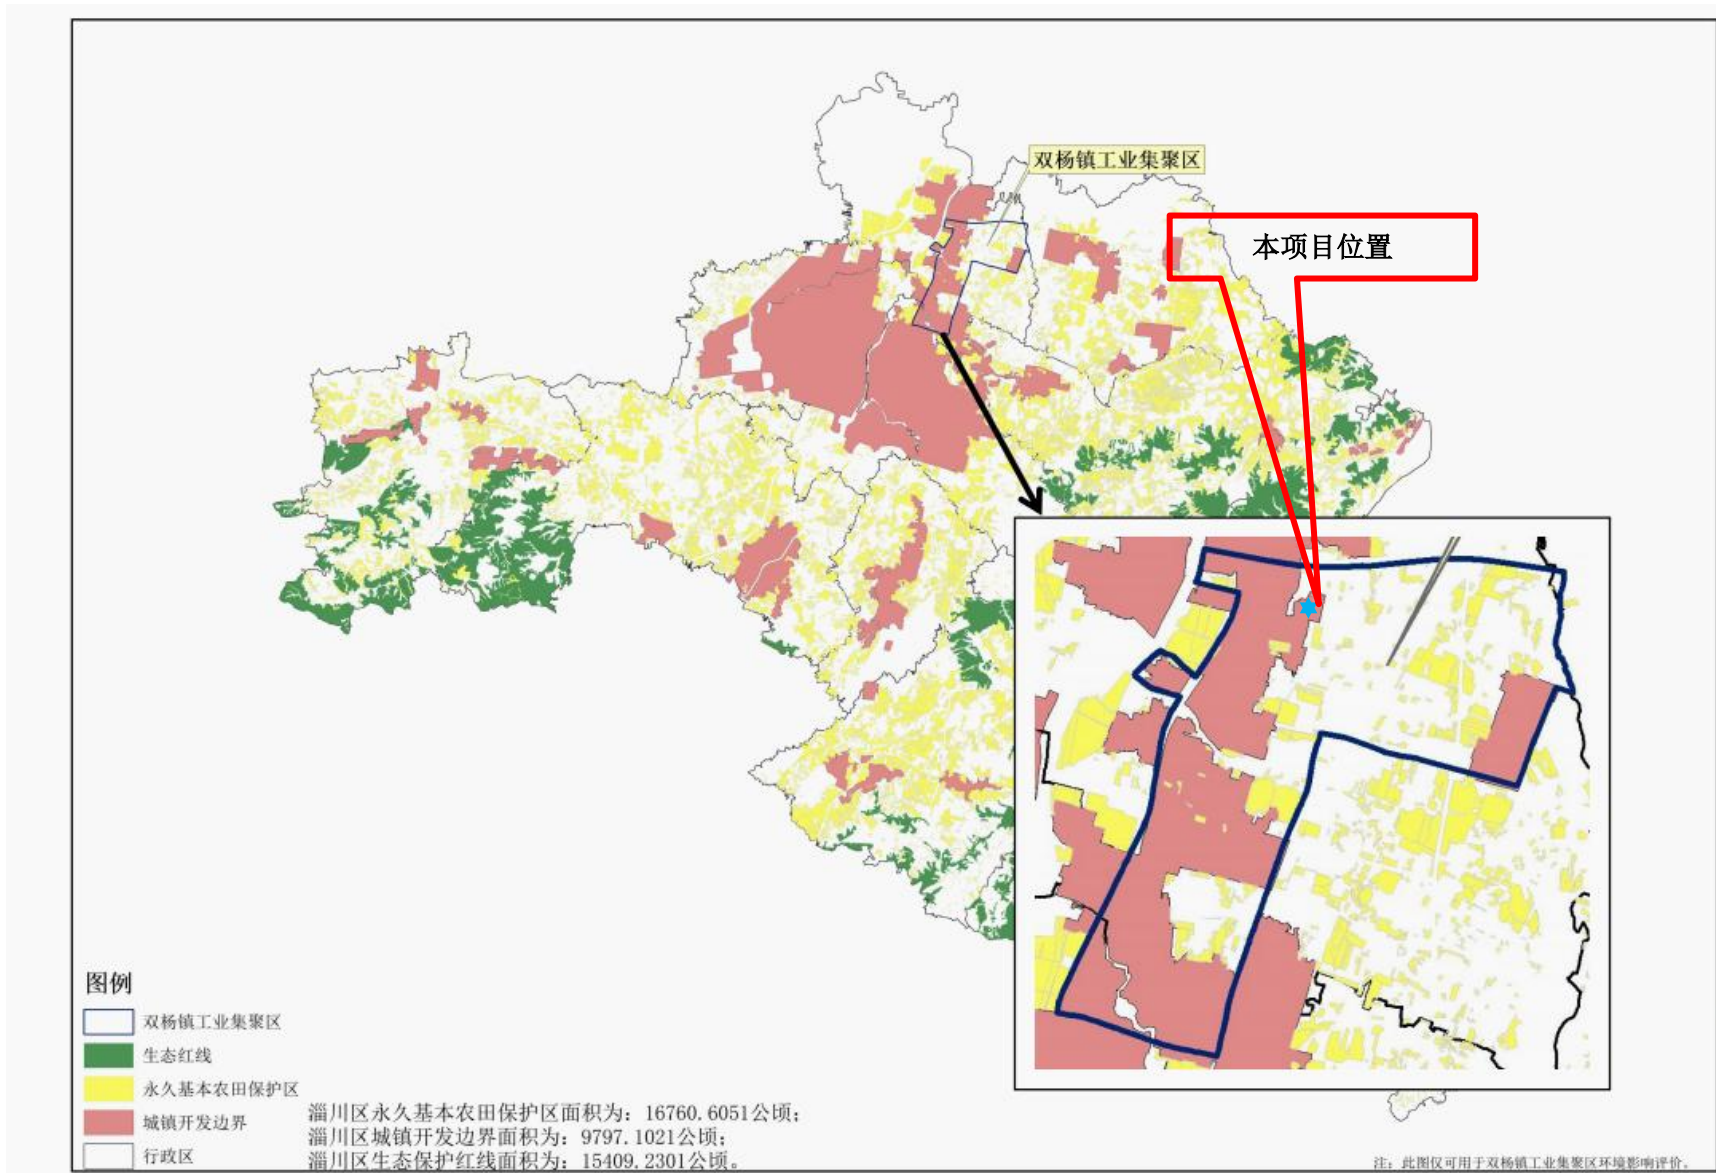 双杨镇工业集聚区
本项目位置
图例
双杨镇工业集聚区
生态红线
永久基本农田保护区
城镇开发边界
行政区
淄川区永久基本农田保护区面积为：16760.6051公顷；
淄川区城镇开发边界面积为：9797.1021公顷；
淄川区生态保护红线面积为：15409.2301公顷。
注：此图仅可用于双杨镇工业集聚区环境影响评价。